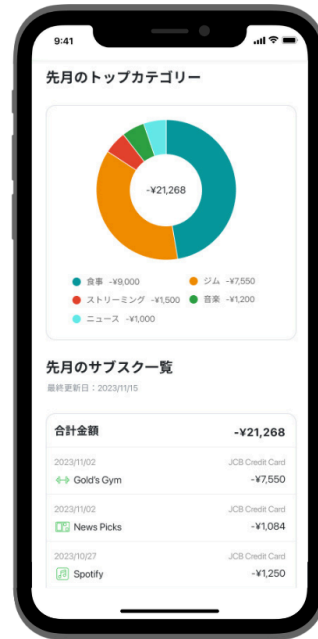 9:41
先月のトップカテゴリー
-¥21,268
食事 -¥9,000
ジム -¥7,550
ストリーミング -¥1,500
音楽 -¥1,200
ニュース -¥1,000
先月のサブスク一覧
最終更新日：2023/11/15
合計金額 -¥21,268
2023/11/02 JCB Credit Card
Gold's Gym -¥7,550
2023/11/02 JCB Credit Card
News Picks -¥1,084
2023/10/27 JCB Credit Card
Spotify -¥1,250